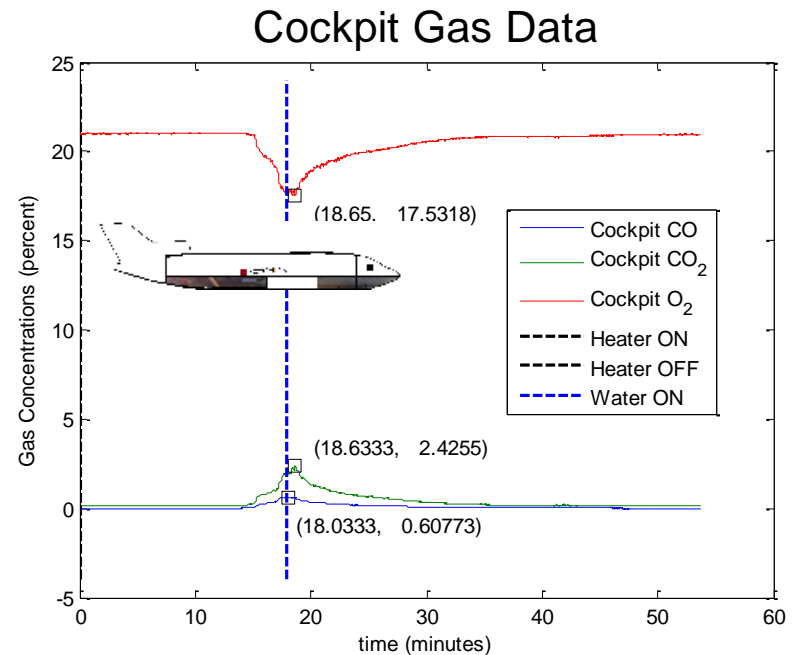 Cockpit Gas Data
Gas Concentrations (percent)
25
20
15
10
5
0
-5
0
10
20
30
40
50
60
time (minutes)
(18.65, 17.5318)
(18.6333, 2.4255)
(18.0333, 0.60773)
Cockpit CO
Cockpit CO₂
Cockpit O₂
Heater ON
Heater OFF
Water ON